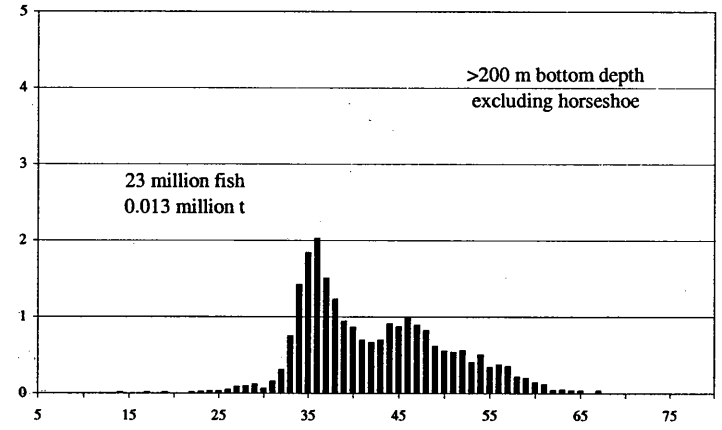 5
>200 m bottom depth
4
excluding horseshoe
3
23 million fish
0.013 million t
2
1
0
5 15 25 35 45 55 65 75